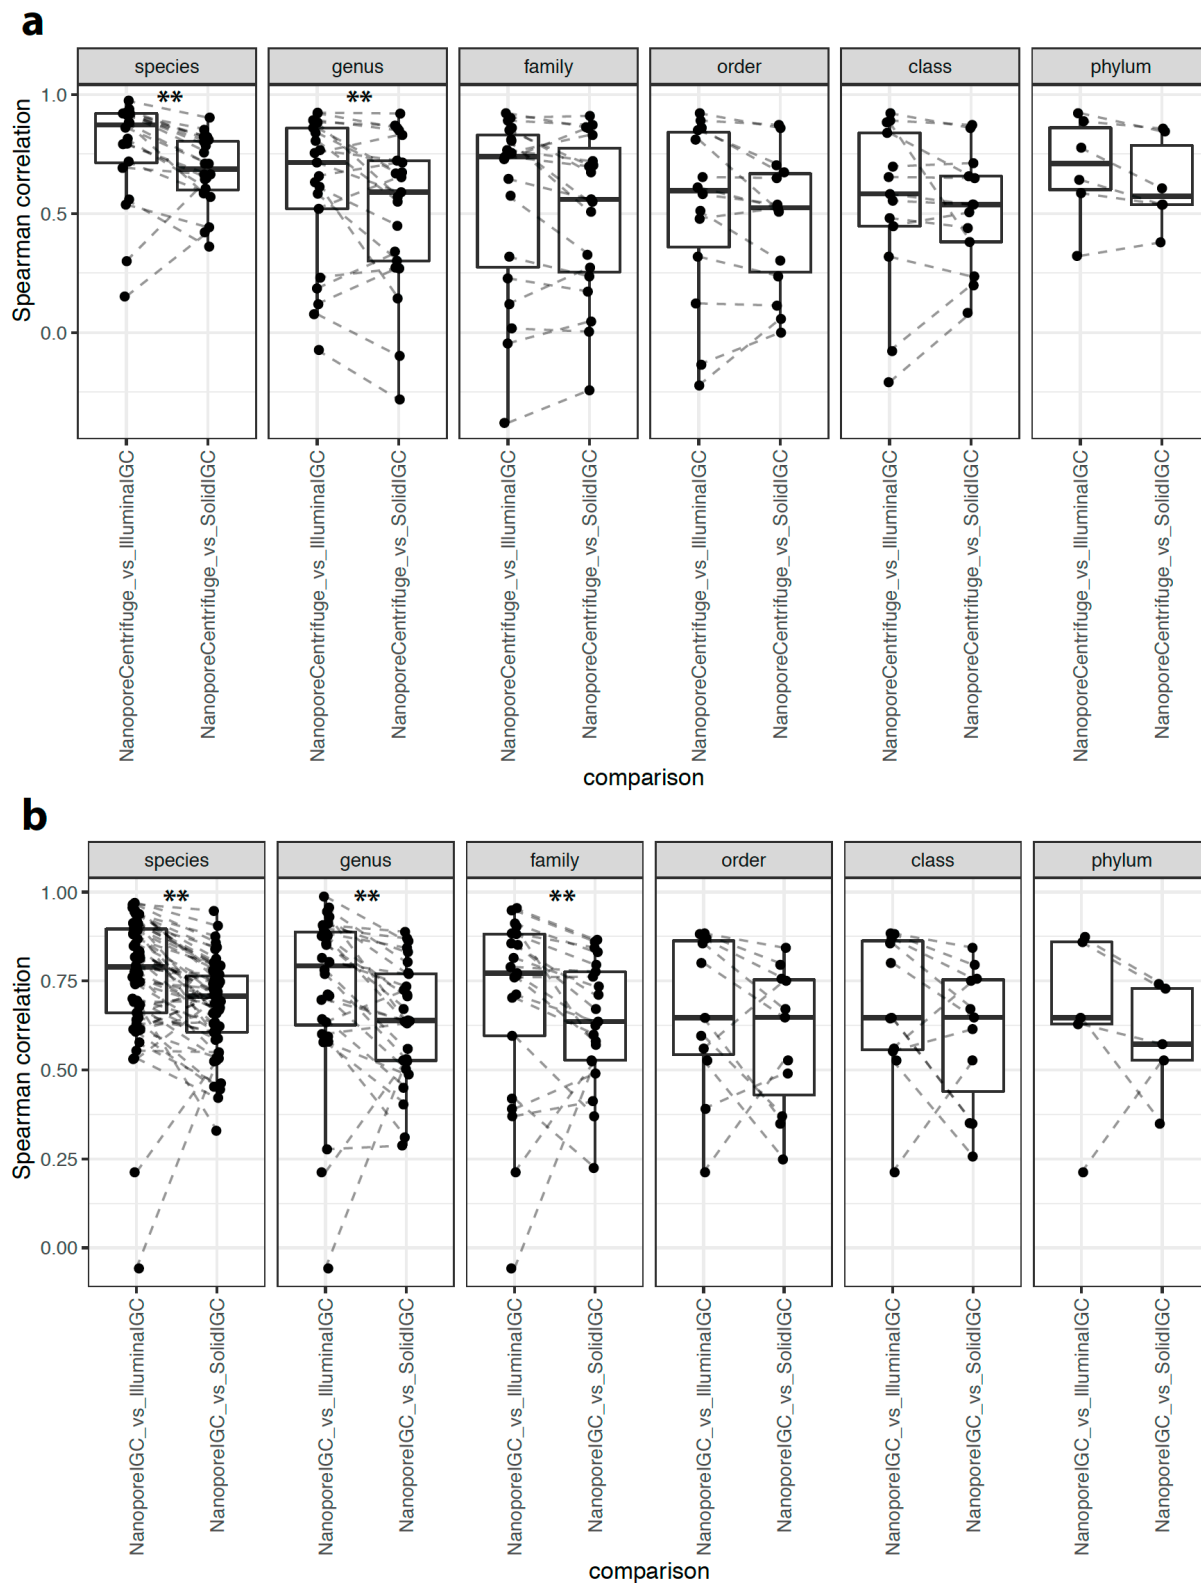 a
species genus family order class phylum
** **
1.0
0.5
0.0
Spearman correlation
NanoporeCentrifuge_vs_IlluminaIGC NanoporeCentrifuge_vs_SolidIGC NanoporeCentrifuge_vs_IlluminaIGC NanoporeCentrifuge_vs_SolidIGC NanoporeCentrifuge_vs_IlluminaIGC NanoporeCentrifuge_vs_SolidIGC NanoporeCentrifuge_vs_IlluminaIGC NanoporeCentrifuge_vs_SolidIGC NanoporeCentrifuge_vs_IlluminaIGC NanoporeCentrifuge_vs_SolidIGC NanoporeCentrifuge_vs_IlluminaIGC NanoporeCentrifuge_vs_SolidIGC
comparison
b
species genus family order class phylum
** ** **
1.00
0.75
0.50
0.25
0.00
Spearman correlation
NanoporeIGC_vs_IlluminaIGC NanoporeIGC_vs_SolidIGC NanoporeIGC_vs_IlluminaIGC NanoporeIGC_vs_SolidIGC NanoporeIGC_vs_IlluminaIGC NanoporeIGC_vs_SolidIGC NanoporeIGC_vs_IlluminaIGC NanoporeIGC_vs_SolidIGC NanoporeIGC_vs_IlluminaIGC NanoporeIGC_vs_SolidIGC NanoporeIGC_vs_IlluminaIGC NanoporeIGC_vs_SolidIGC
comparison